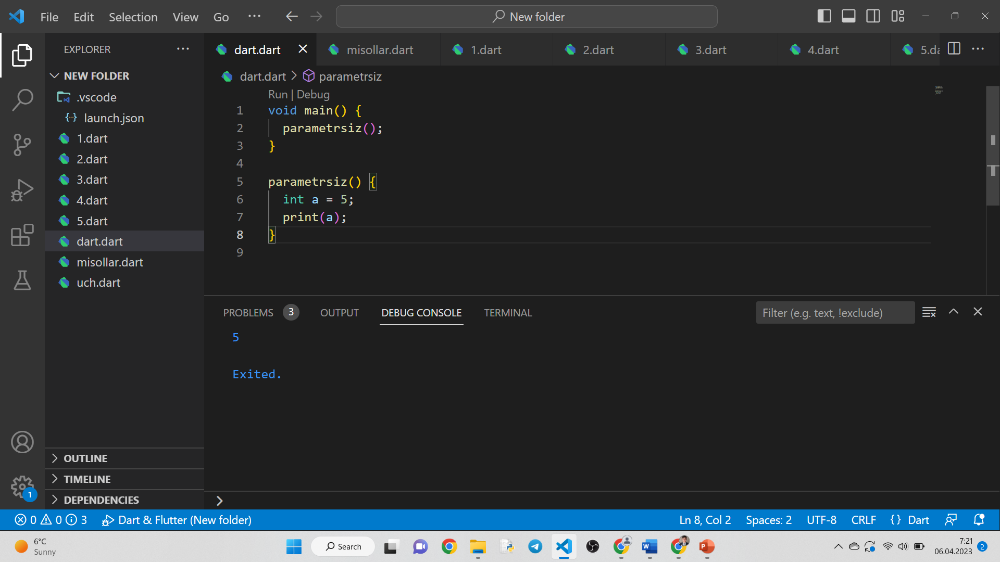 File Edit Selection View Go ··· New folder
EXPLORER ···
NEW FOLDER
.vscode
launch.json
1.dart
2.dart
3.dart
4.dart
5.dart
dart.dart
misollar.dart
uch.dart
OUTLINE
TIMELINE
DEPENDENCIES
1
dart.dart misollar.dart 1.dart 2.dart 3.dart 4.dart 5.da ···
dart.dart > parametrsiz
Run | Debug
1 void main() {
2 parametrsiz();
3 }
4
5 parametrsiz() {
6 int a = 5;
7 print(a);
8 }
9
PROBLEMS 3 OUTPUT DEBUG CONSOLE TERMINAL Filter (e.g. text, !exclude)
5
Exited.
>
0 0 3 Dart & Flutter (New folder) Ln 8, Col 2 Spaces: 2 UTF-8 CRLF {} Dart
6°C
Sunny
Search
7:21
06.04.2023
2